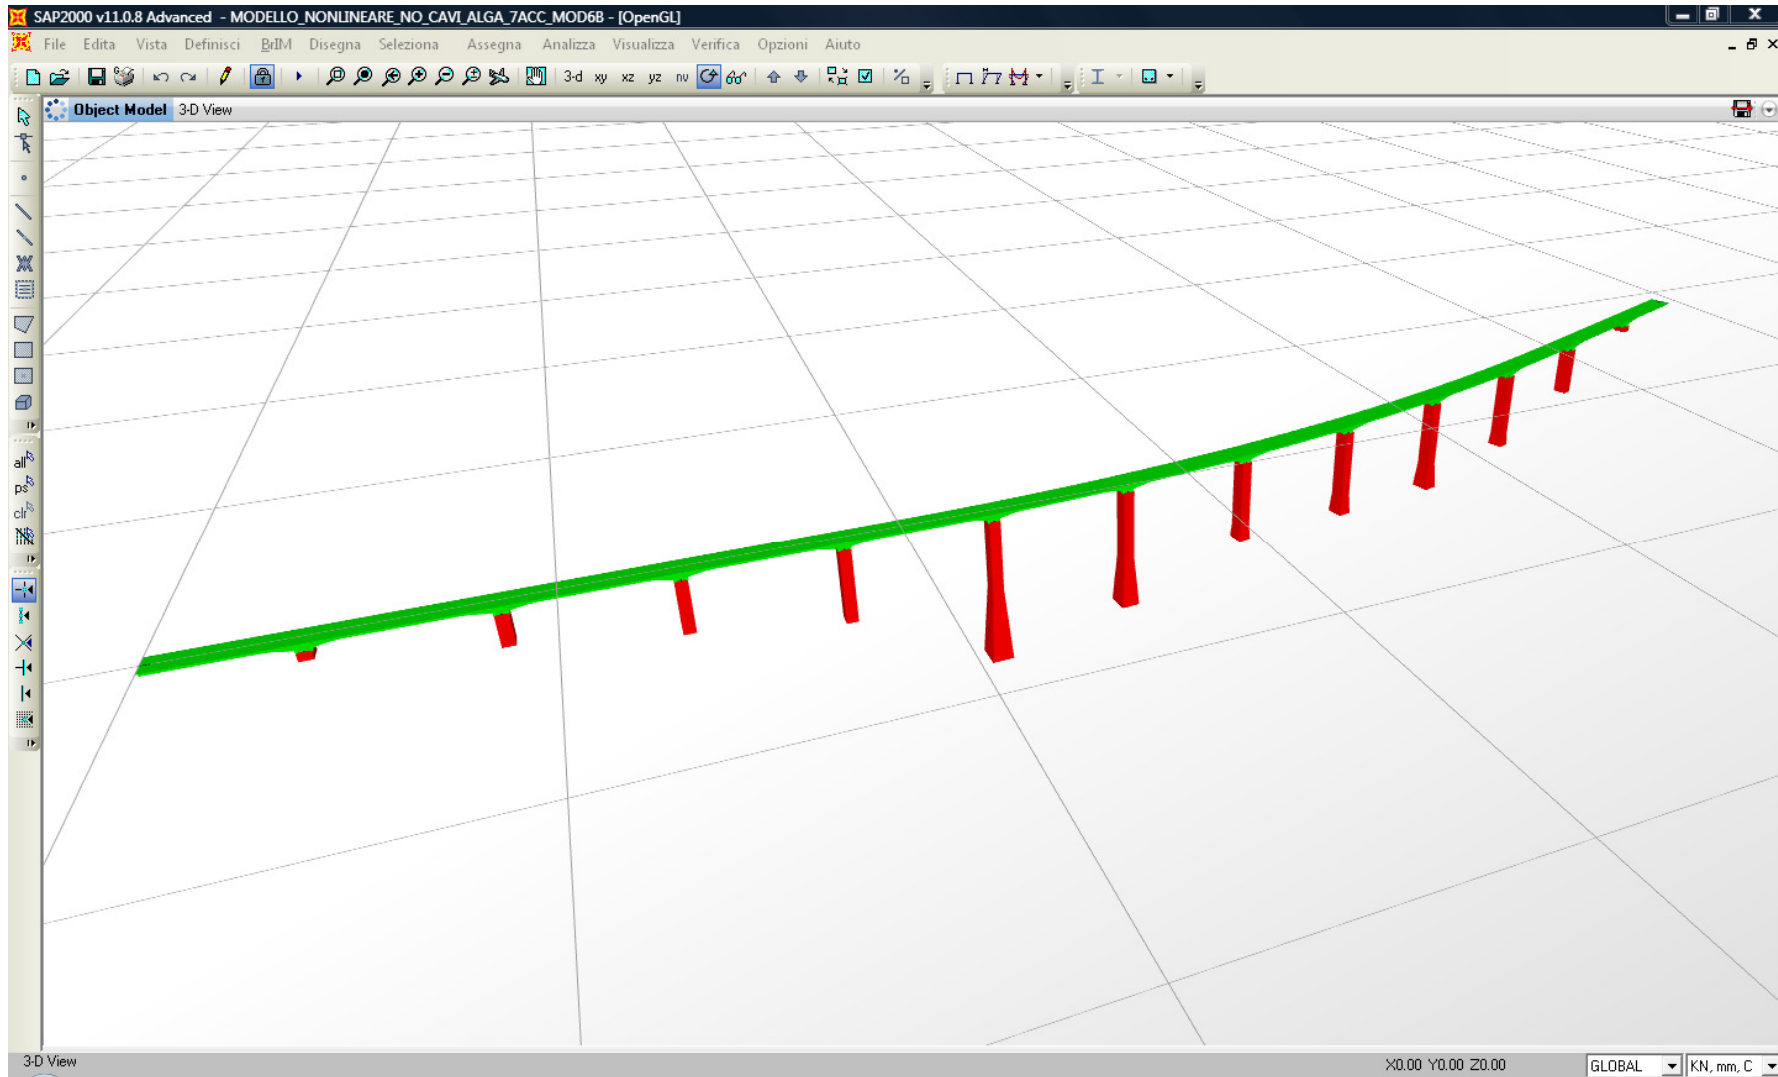 SAP2000 v11.0.8 Advanced - MODELLO_NONLINEARE_NO_CAVI_ALGA_7ACC_MOD6B - [OpenGL]
File Edita Vista Definisci BrIM Disegna Seleziona Assegna Analizza Visualizza Verifica Opzioni Aiuto
3-d xy xz yz nv
Object Model 3-D View
all
ps
clr
3-D View X0.00 Y0.00 Z0.00 GLOBAL KN, mm, C